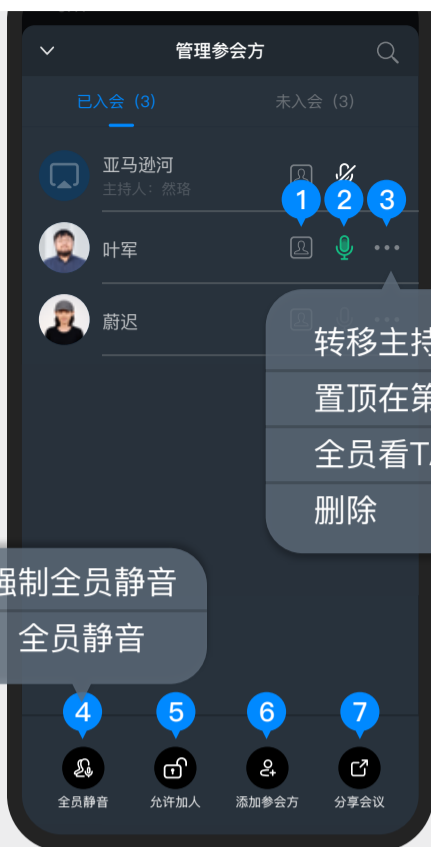 管理参会方
已入会（3）
未入会（3）
亚马逊河
主持人：然珞
1
2
3
叶军
蔚迟
转移主持
置顶在第
全员看TA
删除
强制全员静音
全员静音
4
5
6
7
全员静音
允许加人
添加参会方
分享会议